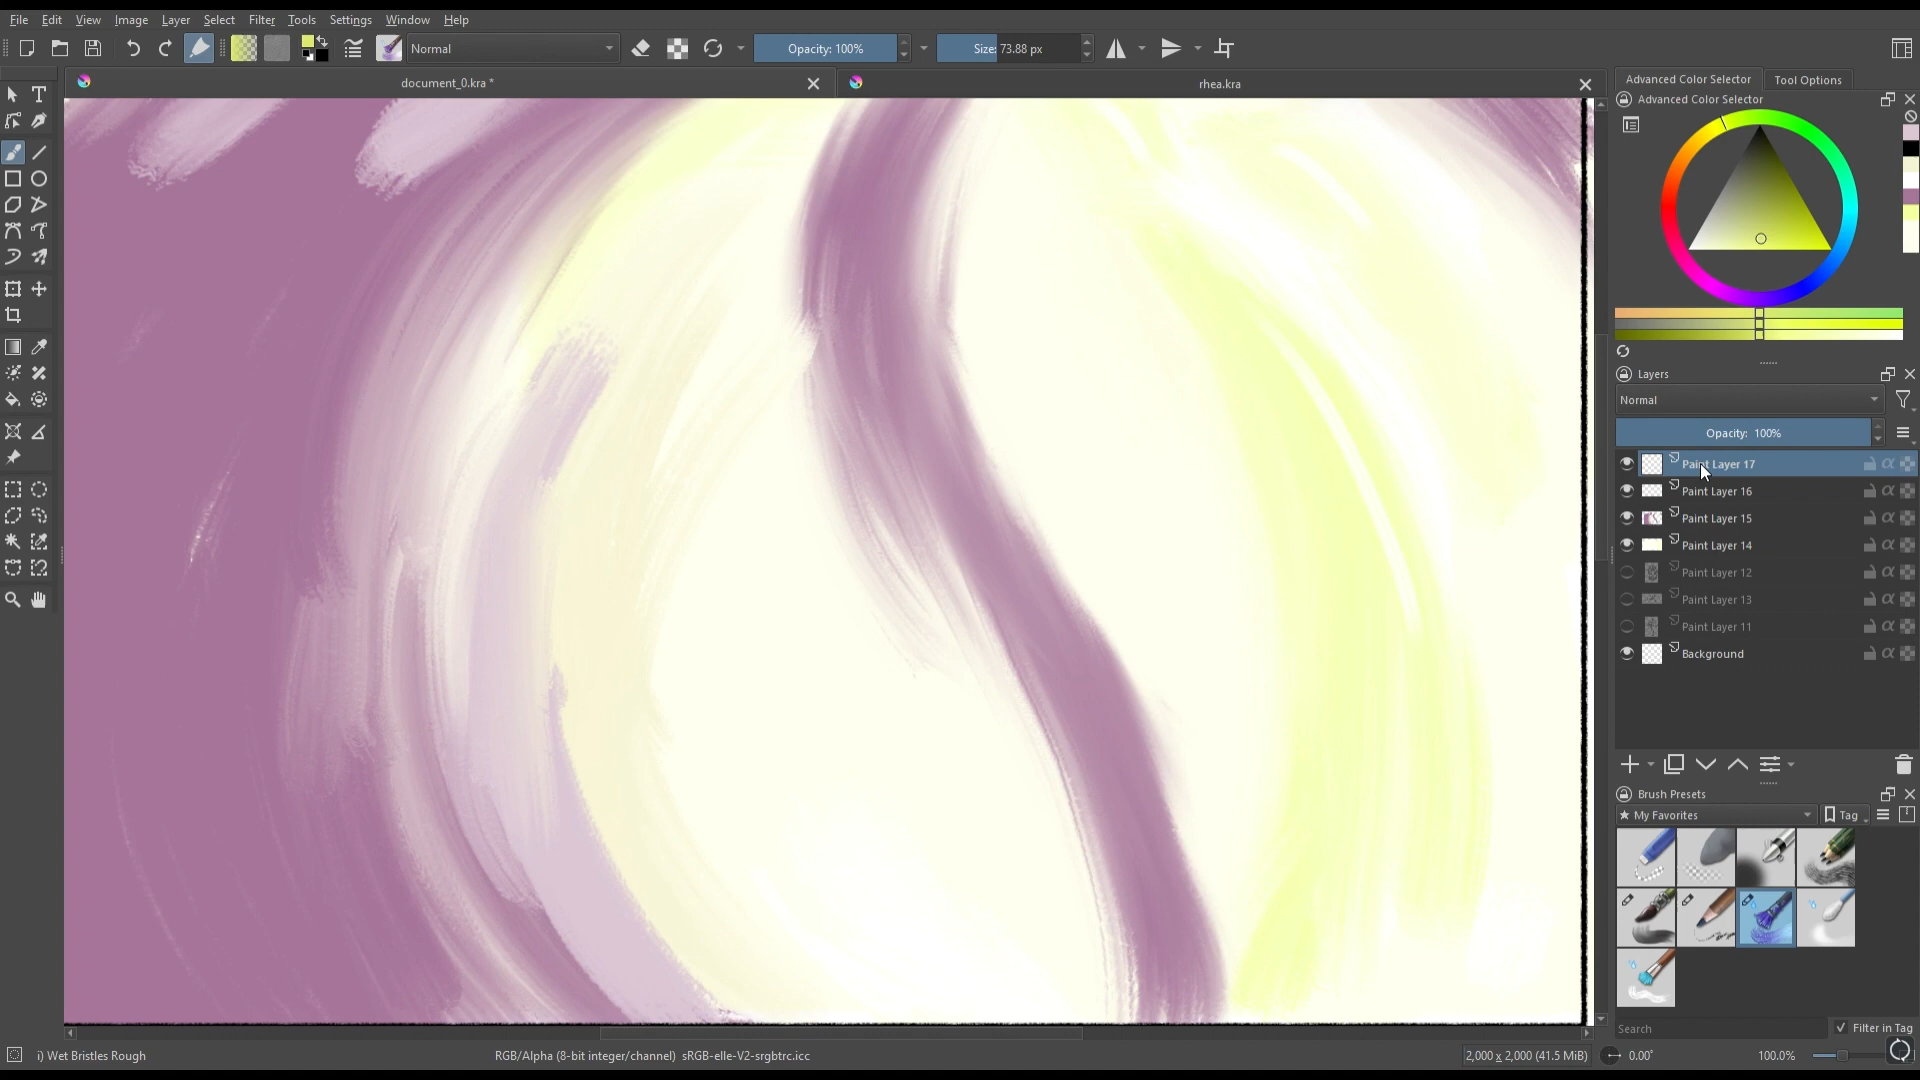 File Edit View Image Layer Select Filter Tools Settings Window Help
Normal Opacity: 100% Size: 73.88 px
document_0.kra * rhea.kra
Advanced Color Selector Tool Options
Advanced Color Selector
Layers
Normal
Opacity: 100%
Paint Layer 17
Paint Layer 16
Paint Layer 15
Paint Layer 14
Paint Layer 12
Paint Layer 13
Paint Layer 11
Background
Brush Presets
★ My Favorites Tag
Search ✓ Filter in Tag
i) Wet Bristles Rough RGB/Alpha (8-bit integer/channel) sRGB-elle-V2-srgbtrc.icc 2,000 x 2,000 (41.5 MiB) 0.00° 100.0%